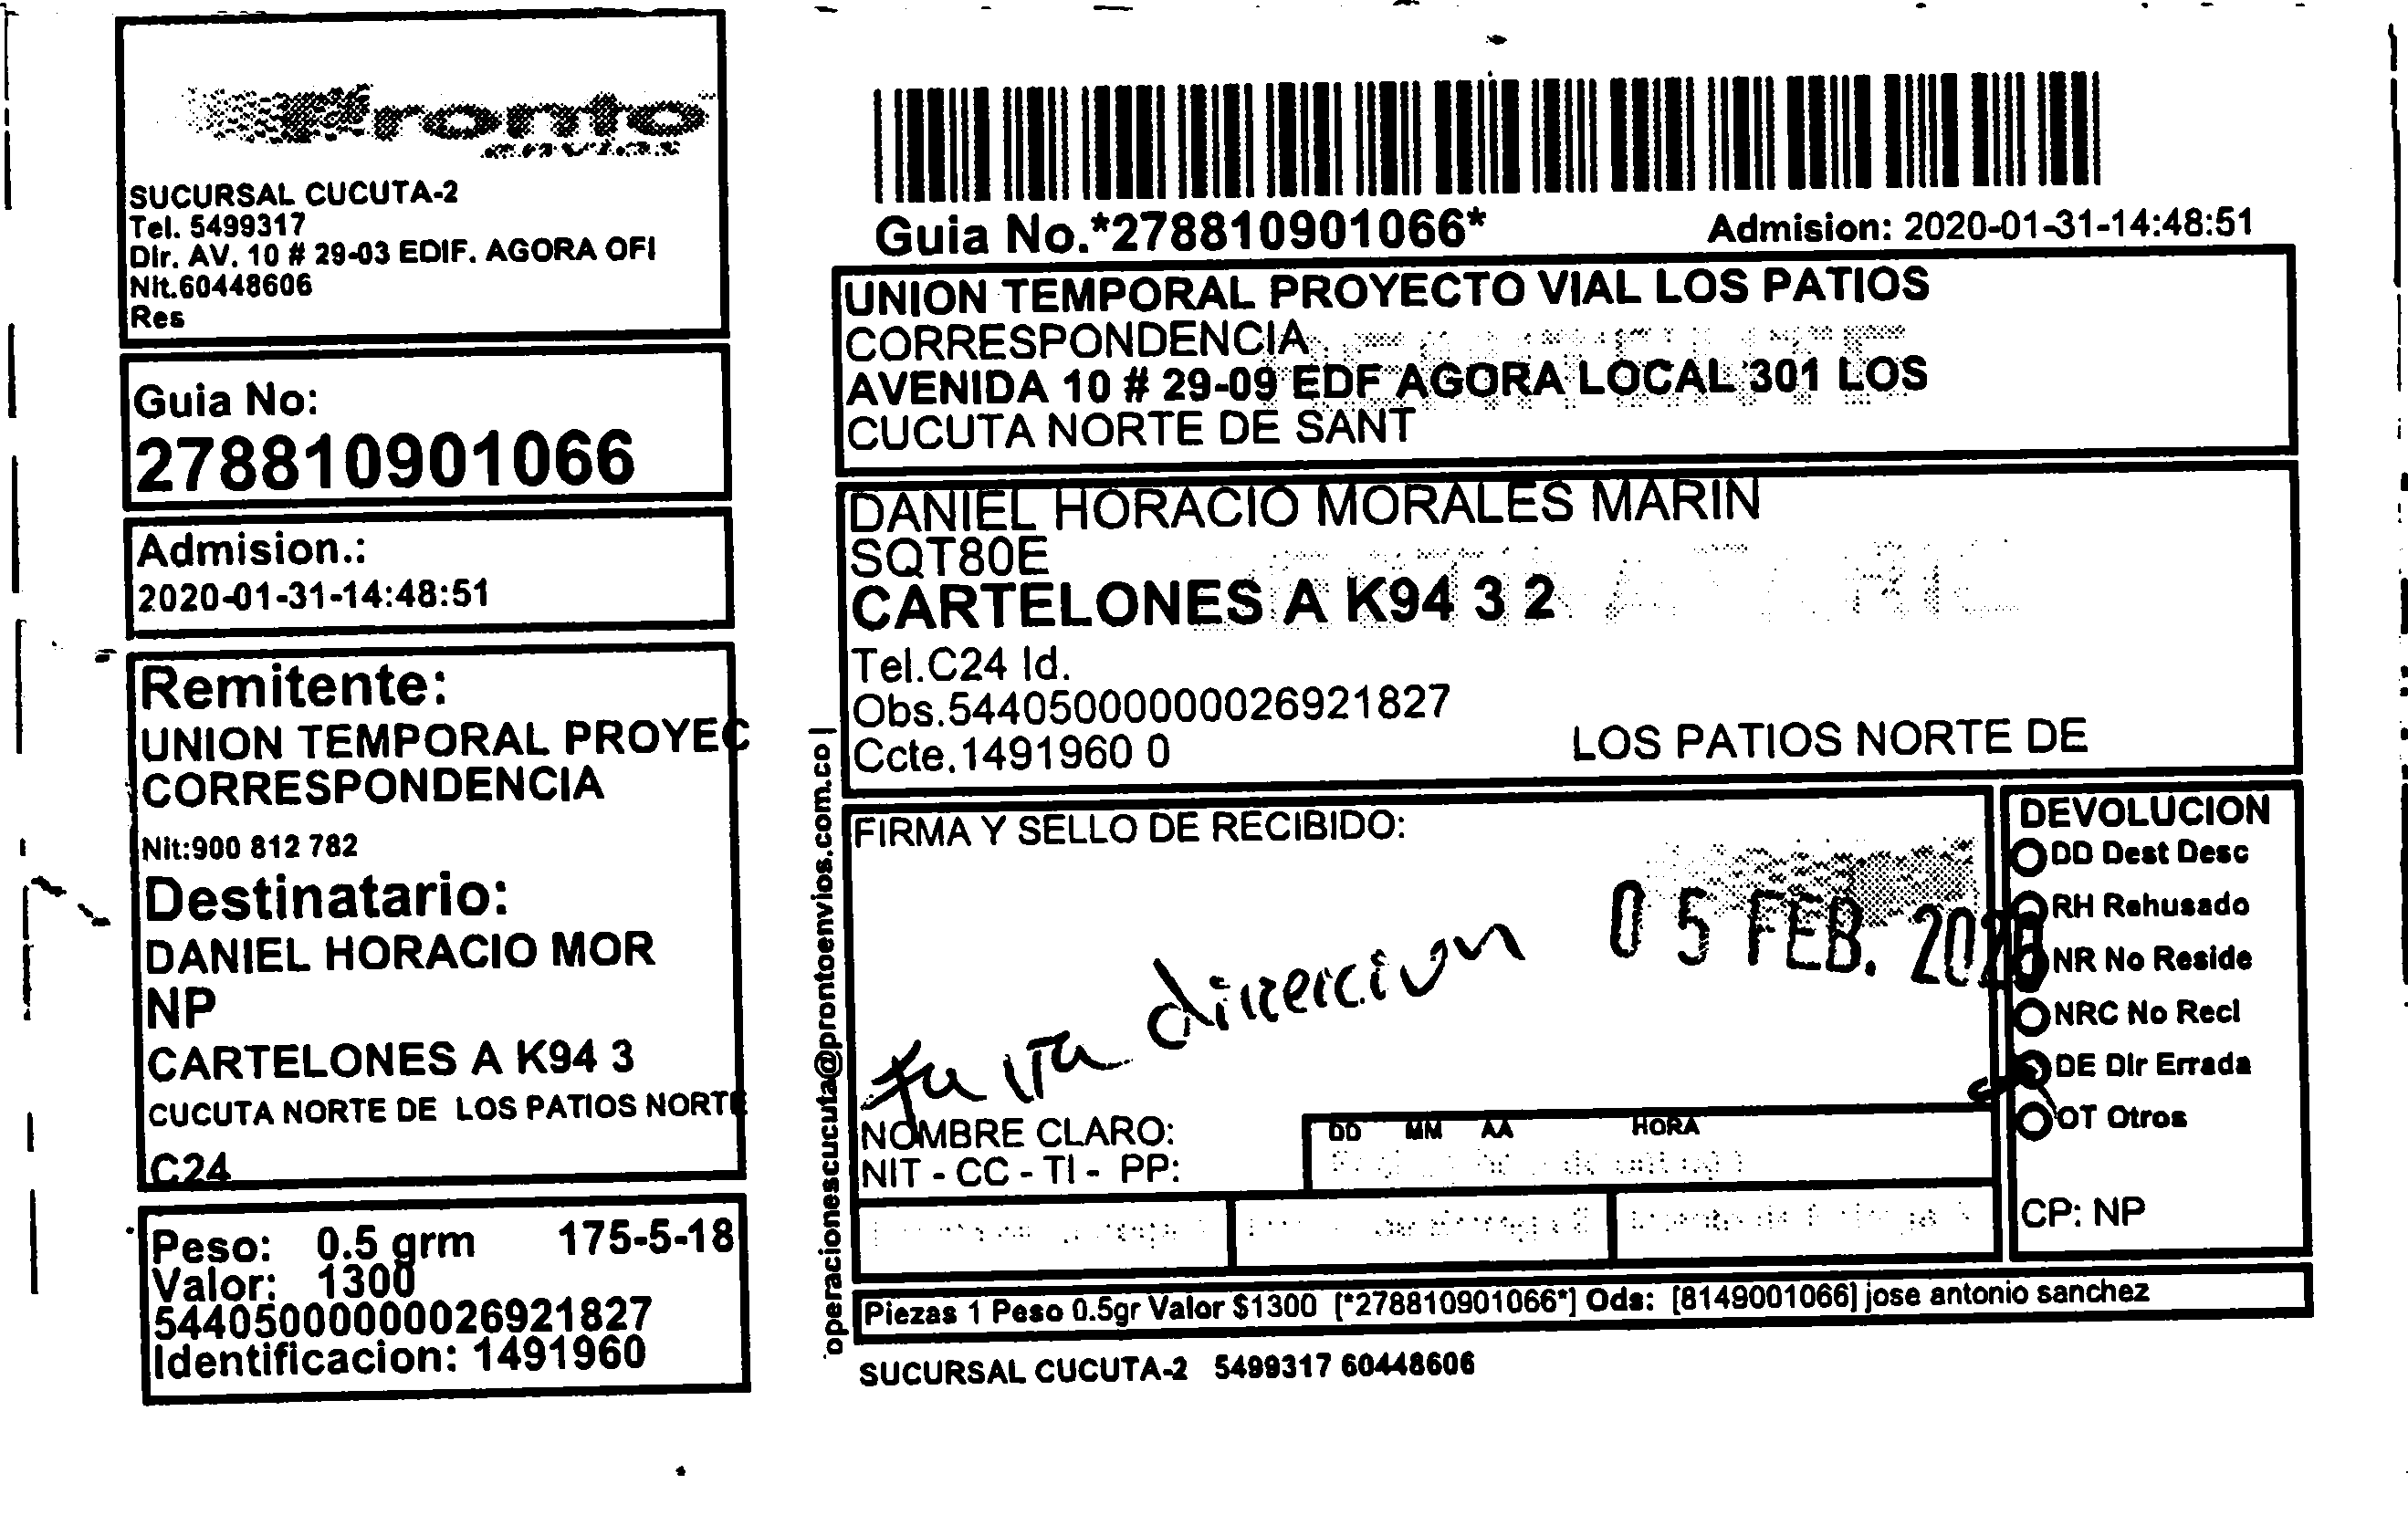 Pronto
envios
SUCURSAL CUCUTA-2
Tel. 5499317
Dir. AV. 10 # 29-03 EDIF. AGORA OFI
Nit.60448606
Res
Guia No:
278810901066
Admision.:
2020-01-31-14:48:51
Remitente:
UNION TEMPORAL PROYEC
CORRESPONDENCIA
Nit:900 812 782
Destinatario:
DANIEL HORACIO MOR
NP
CARTELONES A K94 3
CUCUTA NORTE DE LOS PATIOS NORTE
C24
Peso: 0.5 grm 175-5-18
Valor: 1300
544050000000026921827
Identificacion: 1491960
operacionescucuta@prontoenvios.com.co |
Guia No.*278810901066* Admision: 2020-01-31-14:48:51
UNION TEMPORAL PROYECTO VIAL LOS PATIOS
CORRESPONDENCIA
REMITENTE
AVENIDA 10 # 29-09 EDF AGORA LOCAL 301 LOS
CUCUTA NORTE DE SANT
DANIEL HORACIO MORALES MARIN
SQT80E
CARTELONES A K94 3 2
Tel.C24 Id.
Obs.544050000000026921827
Ccte.1491960 0 LOS PATIOS NORTE DE
FIRMA Y SELLO DE RECIBIDO:
05 FEB. 2020
Falta direccion
NOMBRE CLARO:
NIT - CC - TI - PP:
DD MM AA HORA
DEVOLUCION
DD Dest Desc
RH Rehusado
NR No Reside
NRC No Recl
DE Dir Errada
OT Otros
CP: NP
Piezas 1 Peso 0.5gr Valor $1300 [*278810901066*] Ods: [8149001066] jose antonio sanchez
SUCURSAL CUCUTA-2 5499317 60448606